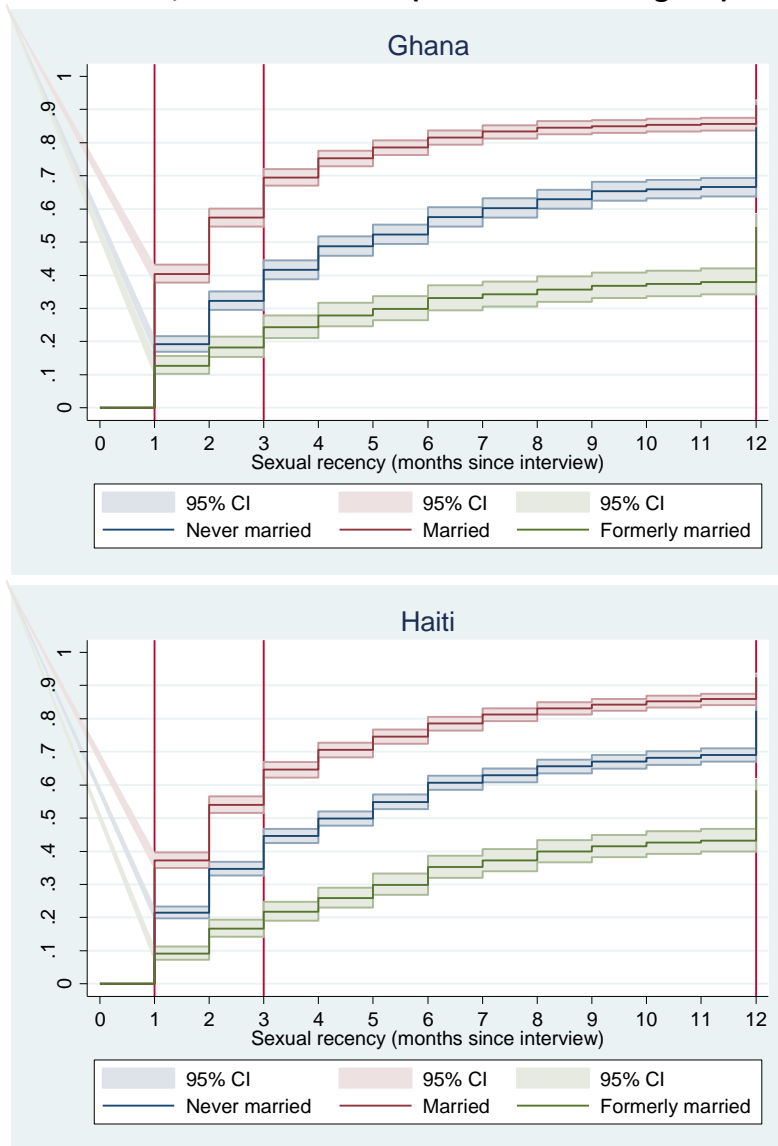 Ghana
1
.9
.8
.7
.6
.5
.4
.3
.2
.1
0
0 1 2 3 4 5 6 7 8 9 10 11 12
Sexual recency (months since interview)
95% CI 95% CI 95% CI
Never married Married Formerly married
Haiti
1
.9
.8
.7
.6
.5
.4
.3
.2
.1
0
0 1 2 3 4 5 6 7 8 9 10 11 12
Sexual recency (months since interview)
95% CI 95% CI 95% CI
Never married Married Formerly married